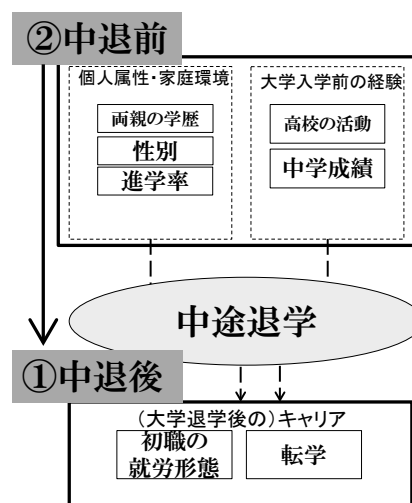 ②中退前
個人属性・家庭環境
両親の学歴
性別
進学率
大学入学前の経験
高校の活動
中学成績
中途退学
①中退後
(大学退学後の)キャリア
初職の
就労形態
転学